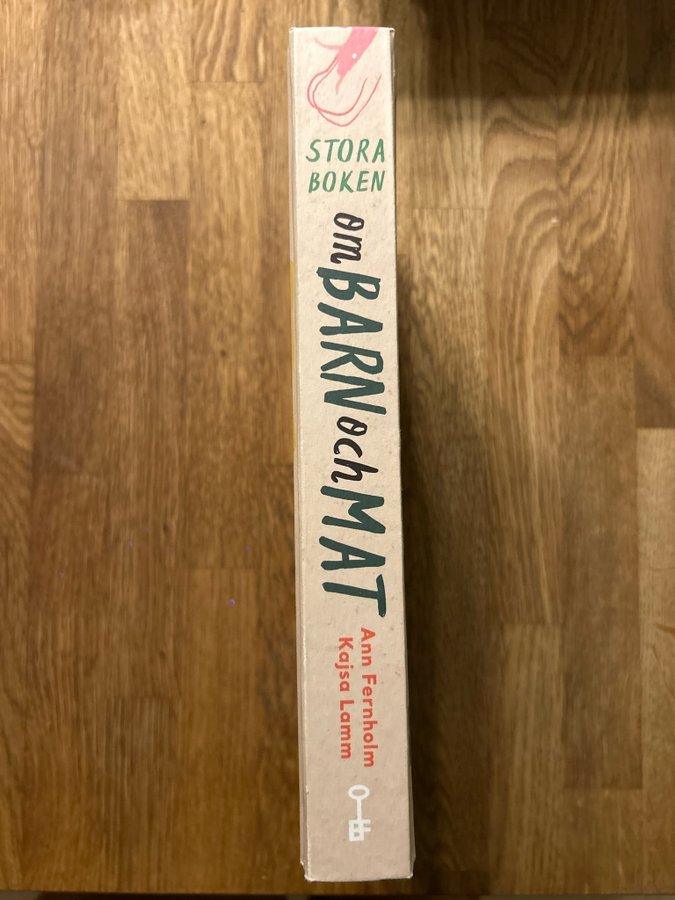 STORA
BOKEN
om BARN och MAT
Ann Fernholm
Kajsa Lamm